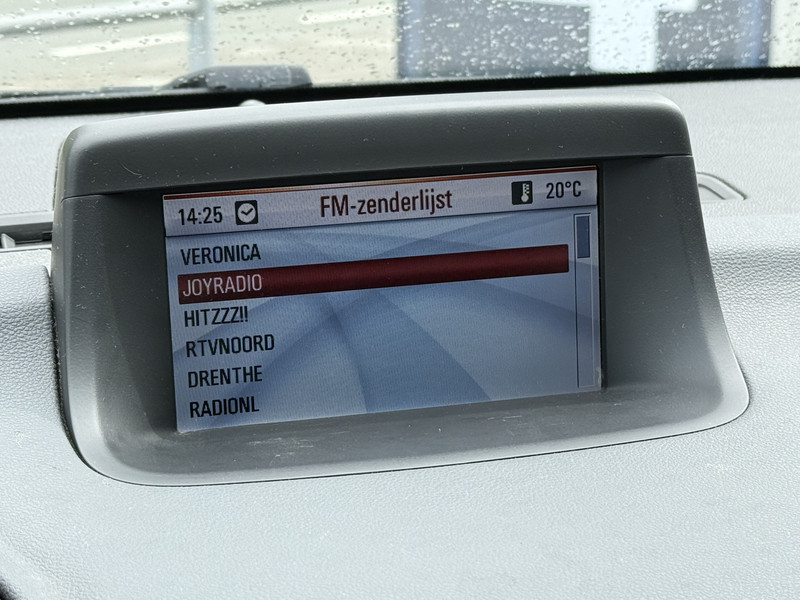 14:25 FM-zenderlijst 20°C
VERONICA
JOYRADIO
HITZZZ!!
RTVNOORD
DRENTHE
RADIONL